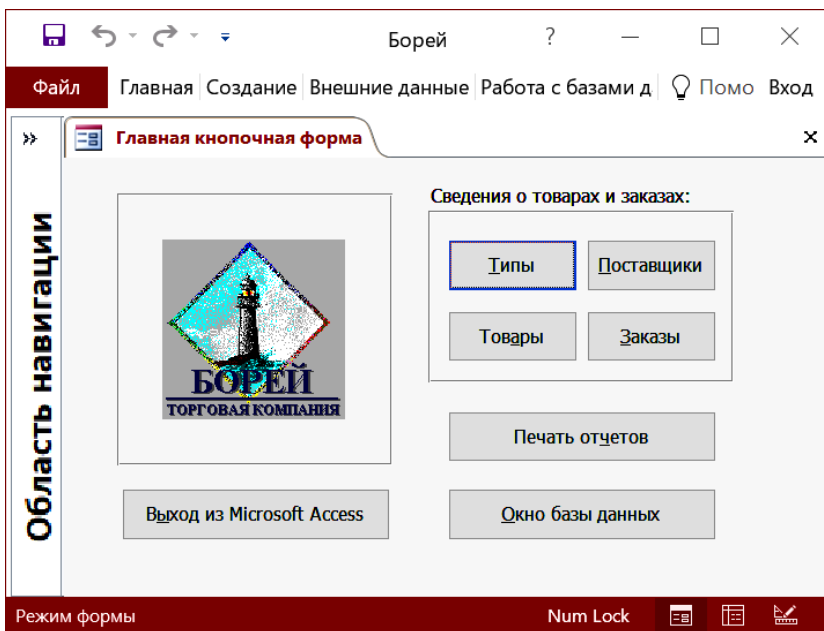 Борей
?
Файл Главная Создание Внешние данные Работа с базами д Помо Вход
Главная кнопочная форма
Область навигации
Сведения о товарах и заказах:
Типы Поставщики
Товары Заказы
БОРЕЙ
ТОРГОВАЯ КОМПАНИЯ
Печать отчетов
Выход из Microsoft Access
Окно базы данных
Режим формы Num Lock